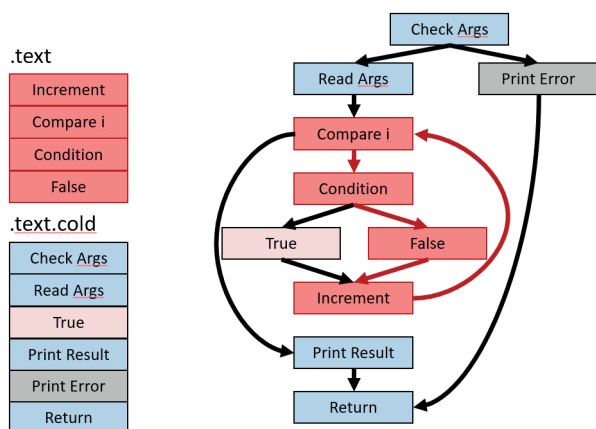 .text
Increment
Compare i
Condition
False
.text.cold
Check Args
Read Args
True
Print Result
Print Error
Return
Check Args
Read Args
Print Error
Compare i
Condition
True
False
Increment
Print Result
Return